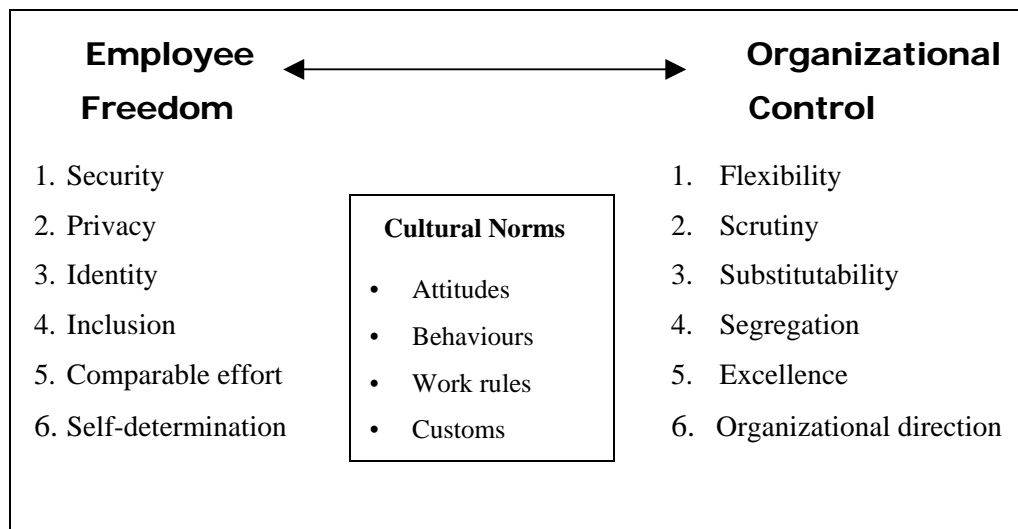 Employee
Freedom
1. Security
2. Privacy
3. Identity
4. Inclusion
5. Comparable effort
6. Self-determination
Cultural Norms
• Attitudes
• Behaviours
• Work rules
• Customs
Organizational
Control
1. Flexibility
2. Scrutiny
3. Substitutability
4. Segregation
5. Excellence
6. Organizational direction